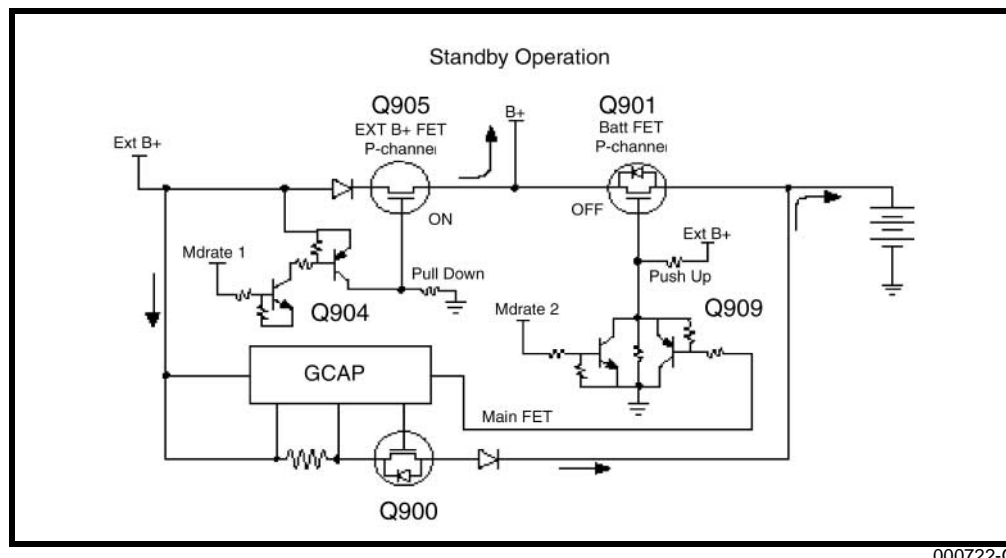 Standby Operation
Q905
EXT B+ FET
P-channel
B+
Q901
Batt FET
P-channel
Ext B+
ON
OFF
Ext B+
Mdrate 1
Pull Down
Push Up
Q904
Mdrate 2
Q909
GCAP
Main FET
Q900